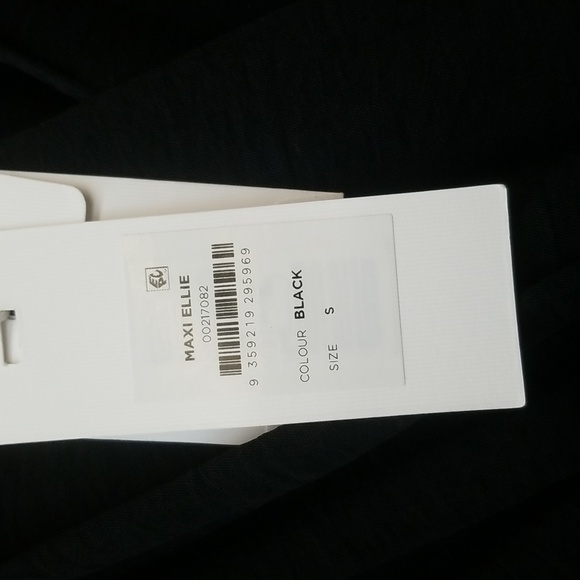 MAXI ELLIE
00217082
9 359219 295969
COLOUR BLACK
SIZE S